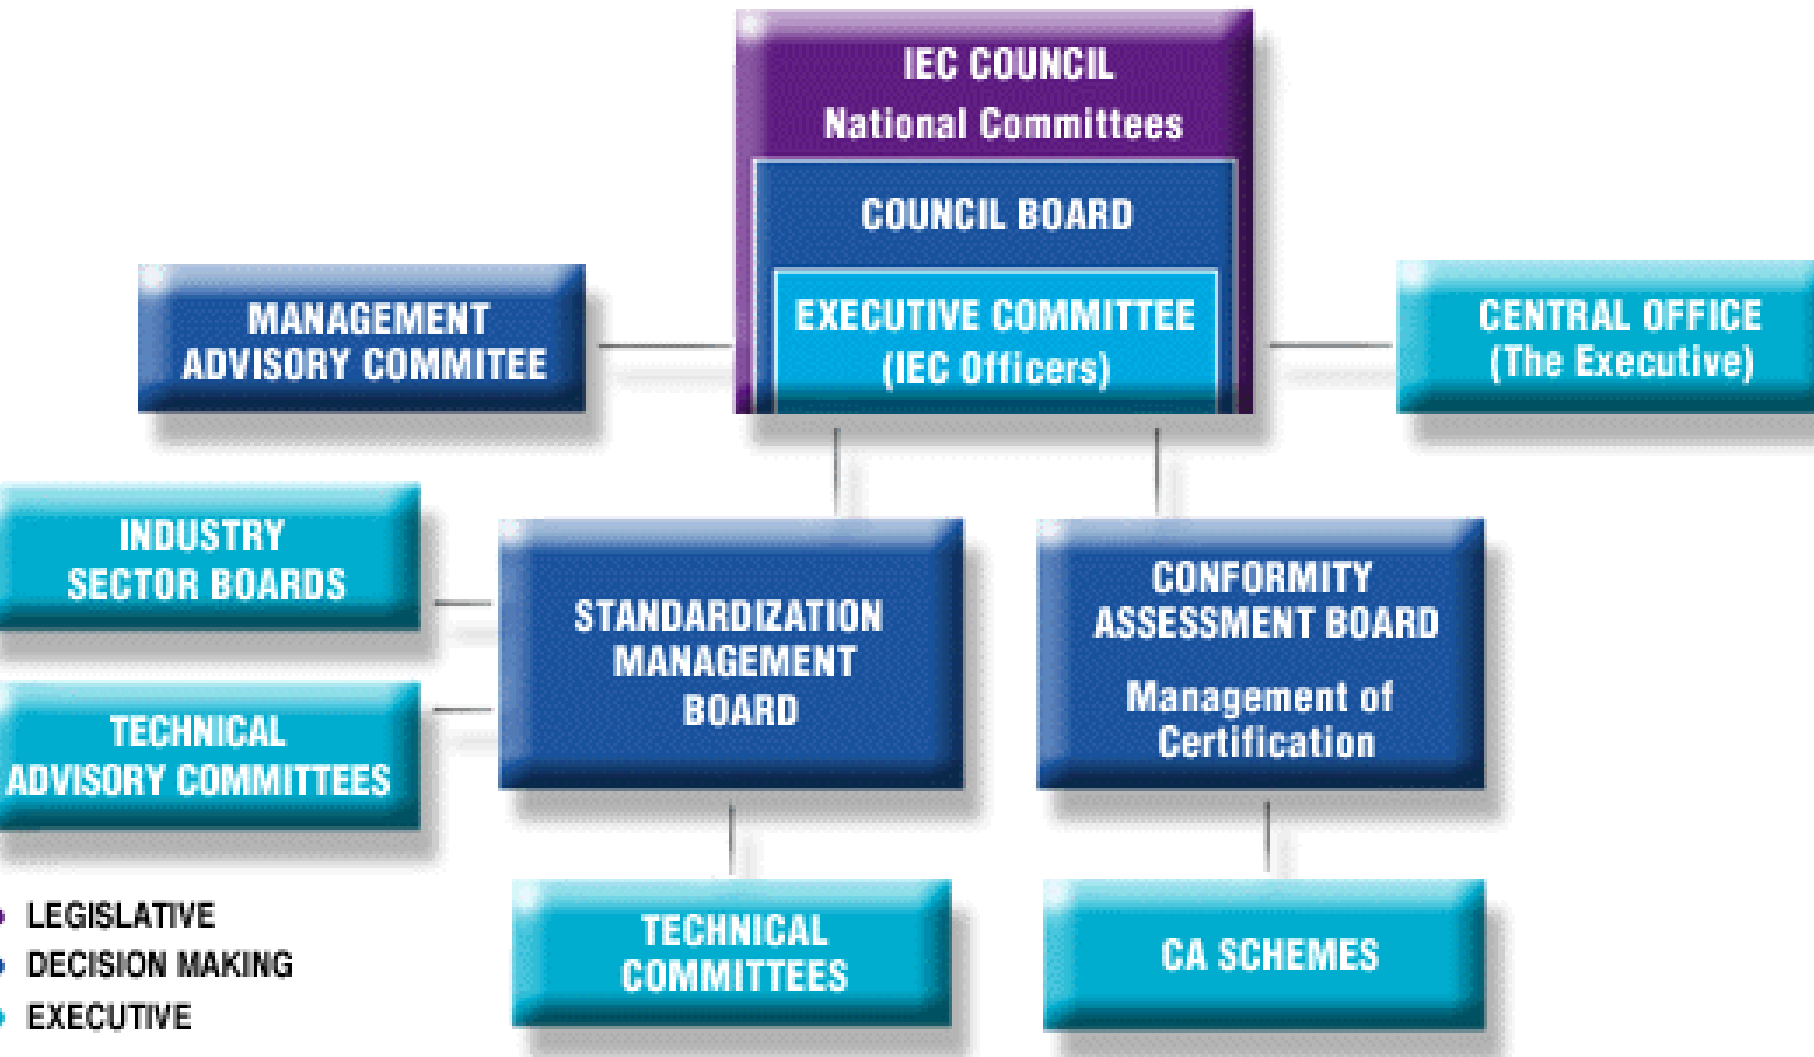 IEC COUNCIL
National Committees
COUNCIL BOARD
EXECUTIVE COMMITTEE
(IEC Officers)
MANAGEMENT
ADVISORY COMMITEE
CENTRAL OFFICE
(The Executive)
INDUSTRY
SECTOR BOARDS
TECHNICAL
ADVISORY COMMITTEES
STANDARDIZATION
MANAGEMENT
BOARD
CONFORMITY
ASSESSMENT BOARD
Management of
Certification
TECHNICAL
COMMITTEES
CA SCHEMES
LEGISLATIVE
DECISION MAKING
EXECUTIVE